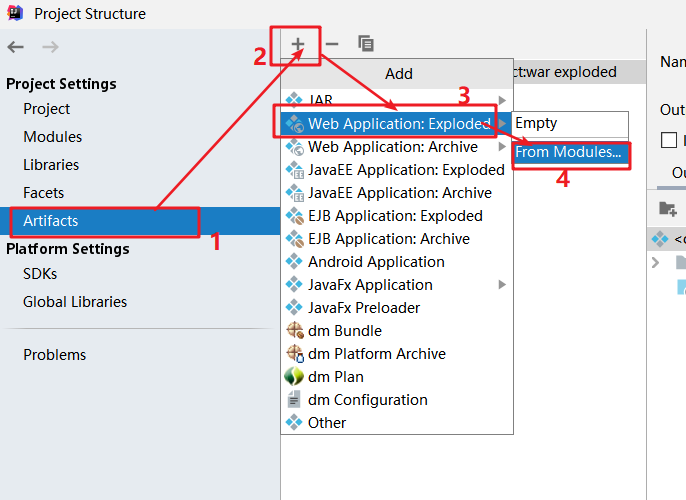 Project Structure
Project Settings
Project
Modules
Libraries
Facets
Artifacts
1
Platform Settings
SDKs
Global Libraries
Problems
2
Add
JAR
3
Web Application: Exploded
Web Application: Archive
JavaEE Application: Exploded
JavaEE Application: Archive
EJB Application: Exploded
EJB Application: Archive
Android Application
JavaFx Application
JavaFx Preloader
dm Bundle
dm Platform Archive
dm Plan
dm Configuration
Other
ct:war exploded
Empty
From Modules...
4
Nam
Out
Ou